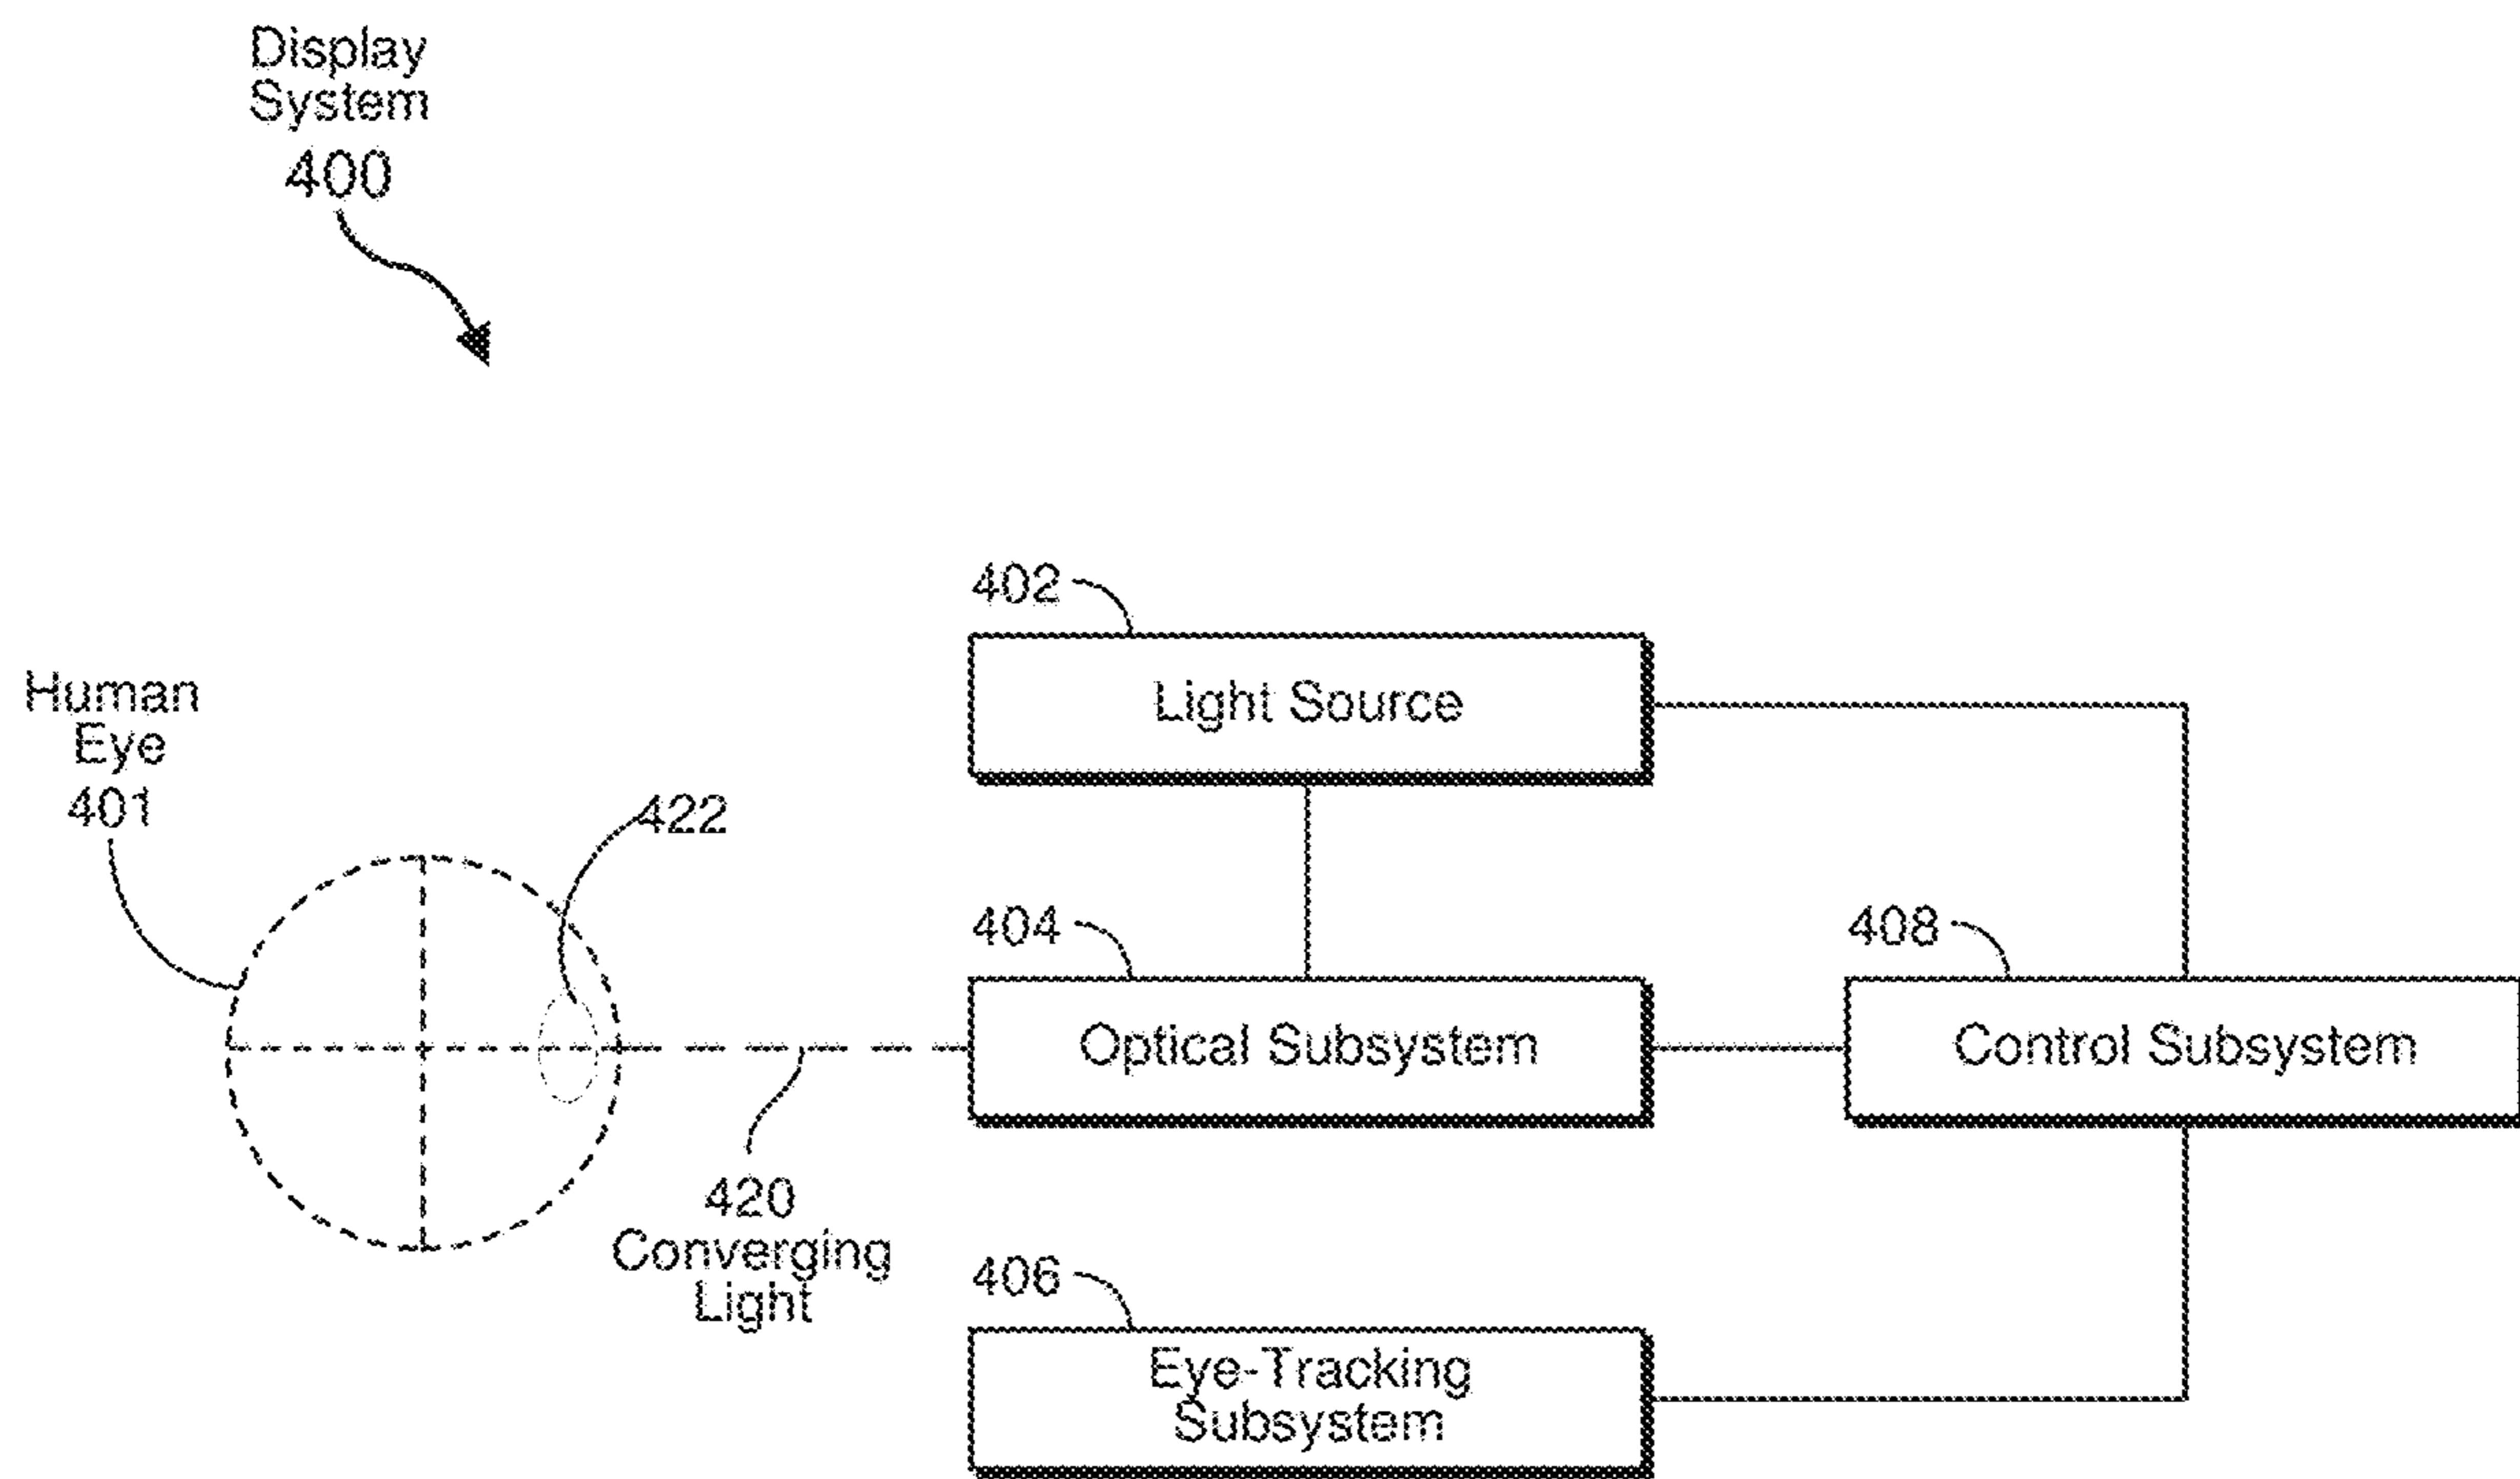 Display
System
400
402
Light Source
Human
Eye
401
422
404
Optical Subsystem
408
Control Subsystem
420
Converging
Light
406
Eye-Tracking
Subsystem